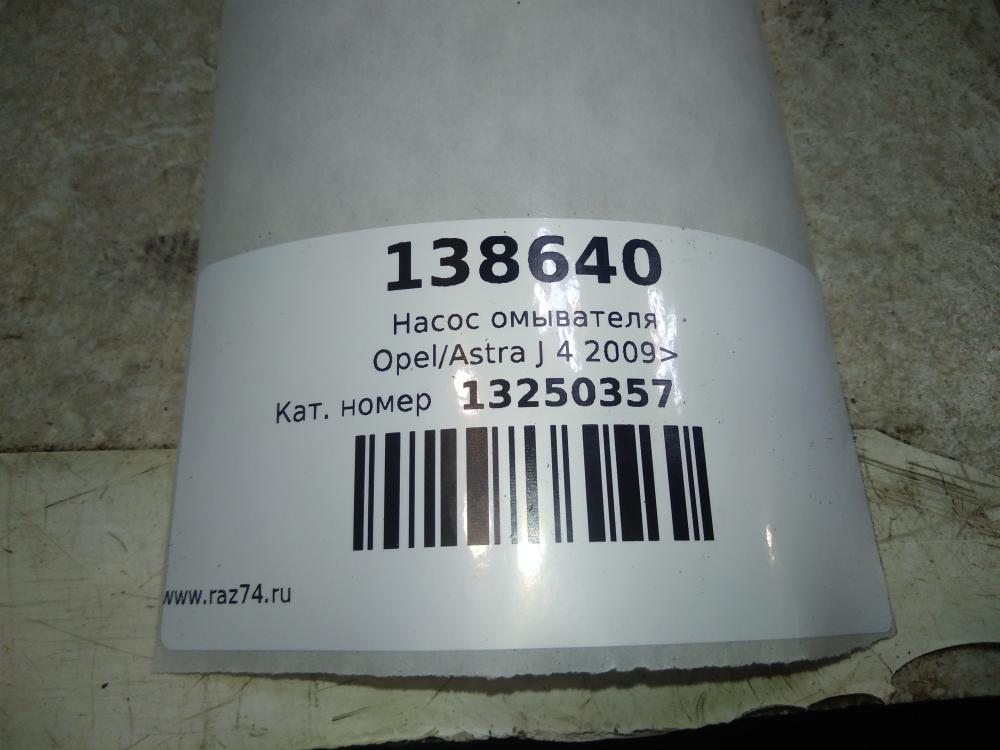 138640
Насос омывателя
Opel/Astra J 4 2009>
Кат. номер 13250357
www.raz74.ru